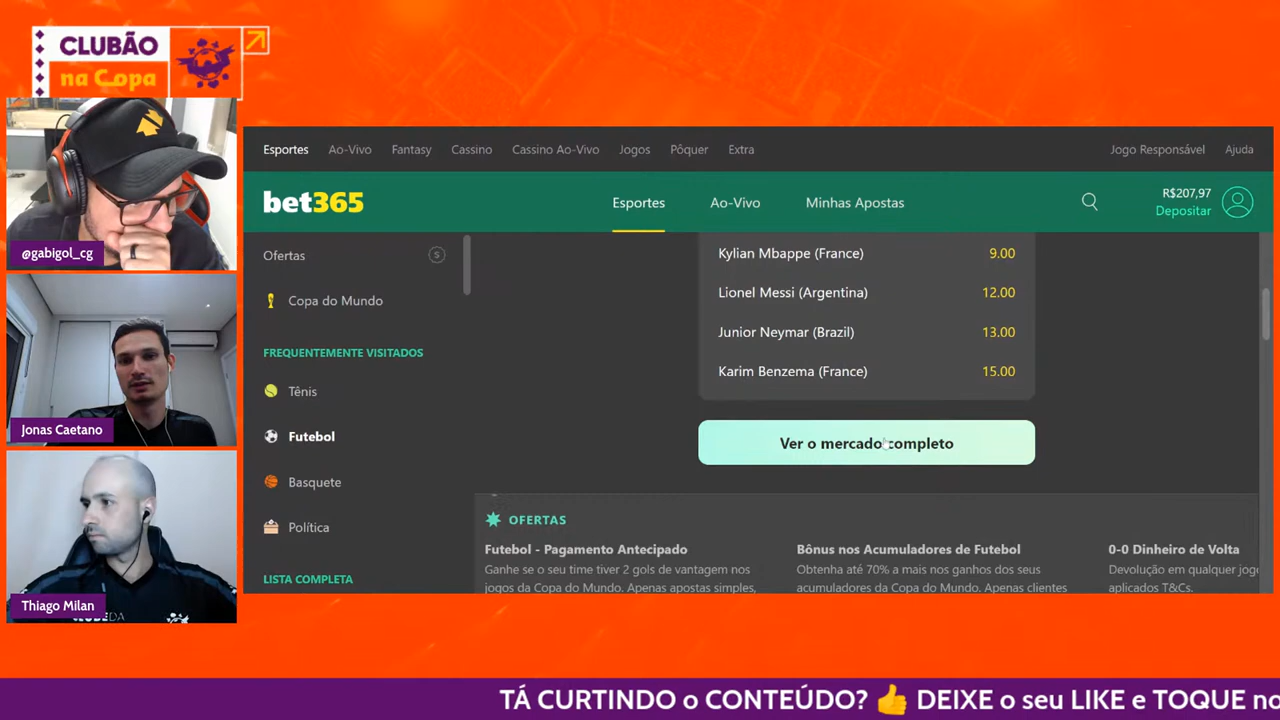 CLUBÃO
na Copa
@gabigol_cg
Jonas Caetano
Thiago Milan
Esportes Ao-Vivo Fantasy Cassino Cassino Ao-Vivo Jogos Pôquer Extra Jogo Responsável Ajuda
bet365 Esportes Ao-Vivo Minhas Apostas R$207,97
Depositar
Ofertas
Copa do Mundo
FREQUENTEMENTE VISITADOS
Tênis
Futebol
Basquete
Política
LISTA COMPLETA
Kylian Mbappe (France) 9.00
Lionel Messi (Argentina) 12.00
Junior Neymar (Brazil) 13.00
Karim Benzema (France) 15.00
Ver o mercado completo
OFERTAS
Futebol - Pagamento Antecipado
Ganhe se o seu time tiver 2 gols de vantagem nos
jogos da Copa do Mundo. Apenas apostas simples,
Bônus nos Acumuladores de Futebol
Obtenha até 70% a mais nos ganhos dos seus
acumuladores da Copa do Mundo. Apenas clientes
0-0 Dinheiro de Volta
Devolução em qualquer jogo
aplicados T&Cs.
TÁ CURTINDO o CONTEÚDO? 👍 DEIXE o seu LIKE e TOQUE no